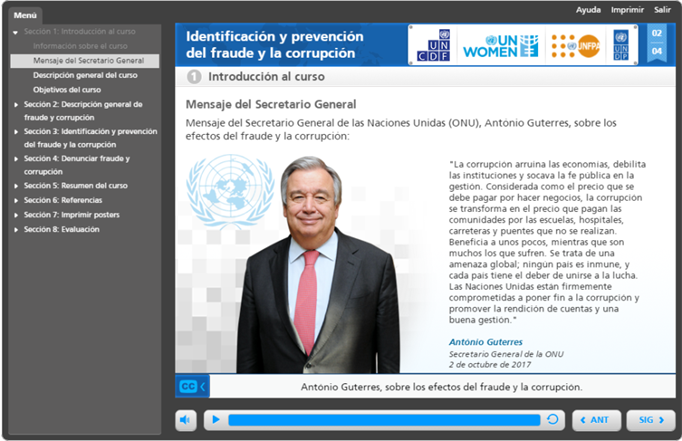 Menú
Ayuda Imprimir Salir
Sección 1: Introducción al curso
Información sobre el curso
Mensaje del Secretario General
Descripción general del curso
Objetivos del curso
Sección 2: Descripción general de
fraude y corrupción
Sección 3: Identificación y prevención
del fraude y la corrupción
Sección 4: Denunciar fraude y
corrupción
Sección 5: Resumen del curso
Sección 6: Referencias
Sección 7: Imprimir posters
Sección 8: Evaluación
Identificación y prevención
del fraude y la corrupción
UN
CDF
UN
WOMEN
UNFPA
UN
DP
02
04
1 Introducción al curso
Mensaje del Secretario General
Mensaje del Secretario General de las Naciones Unidas (ONU), António Guterres, sobre los
efectos del fraude y la corrupción:
"La corrupción arruina las economías, debilita
las instituciones y socava la fe pública en la
gestión. Considerada como el precio que se
debe pagar por hacer negocios, la corrupción
se transforma en el precio que pagan las
comunidades por las escuelas, hospitales,
carreteras y puentes que no se realizan.
Beneficia a unos pocos, mientras que son
muchos los que sufren. Se trata de una
amenaza global; ningún país es inmune, y
cada país tiene el deber de unirse a la lucha.
Las Naciones Unidas están firmemente
comprometidas a poner fin a la corrupción y
promover la rendición de cuentas y una
buena gestión."
António Guterres
Secretario General de la ONU
2 de octubre de 2017
CC
António Guterres, sobre los efectos del fraude y la corrupción.
ANT
SIG